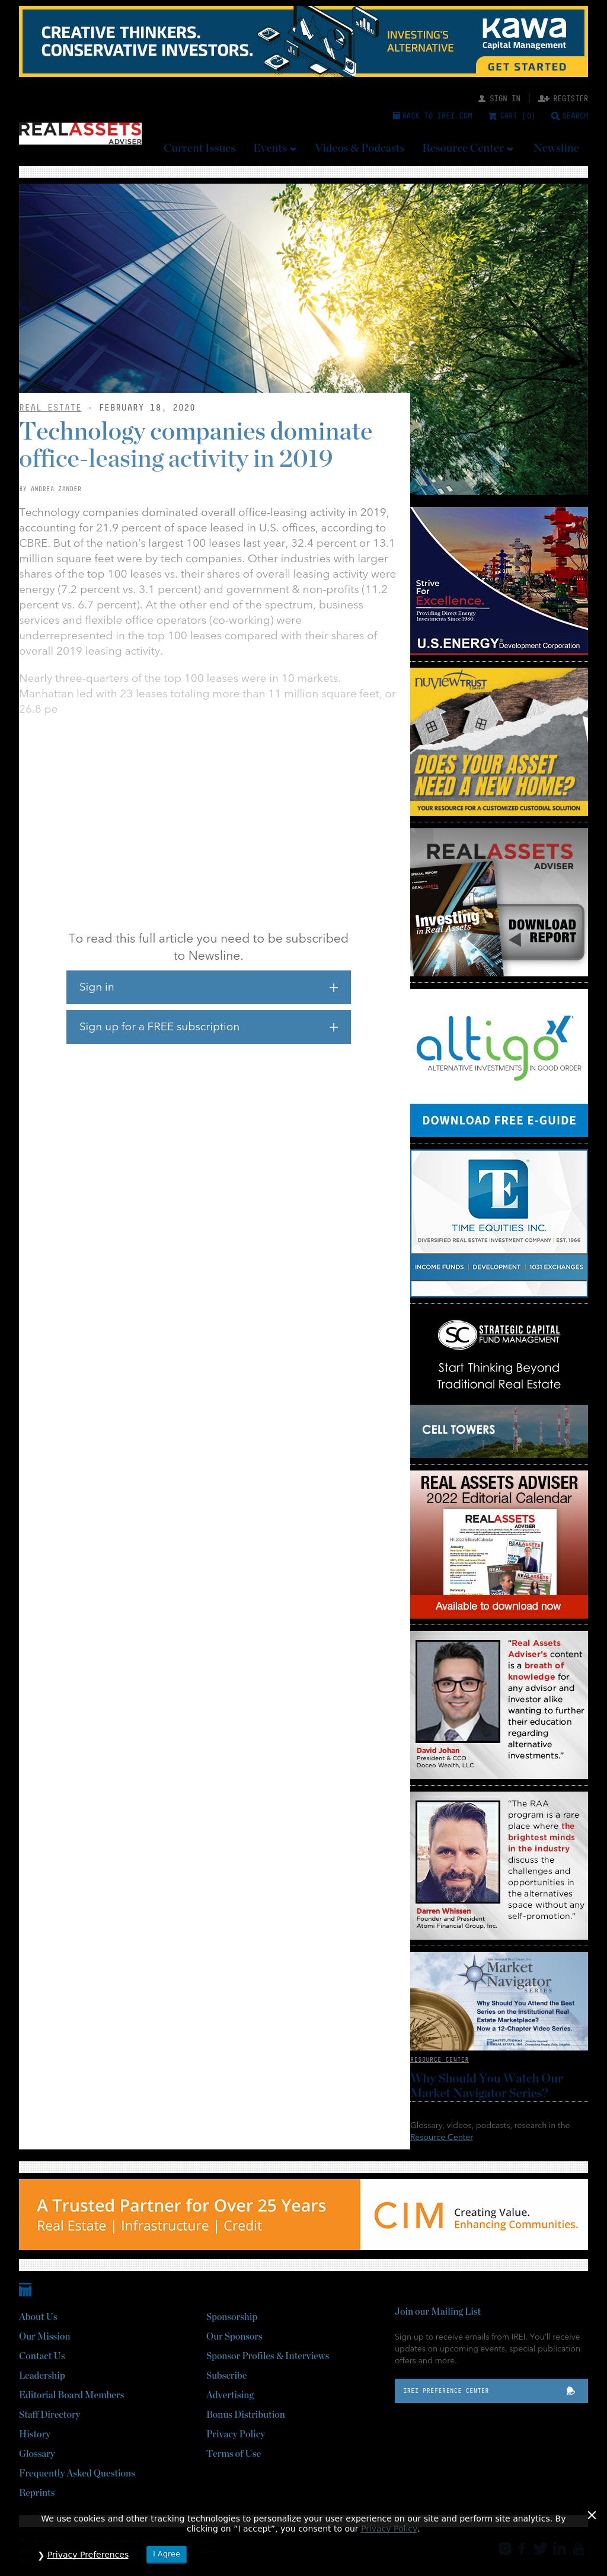 CREATIVE THINKERS.
CONSERVATIVE INVESTORS.
INVESTING'S
ALTERNATIVE
KAWA
Capital Management
GET STARTED
SIGN IN | REGISTER
BACK TO IREI.COM CART (0) SEARCH
REALASSETS
ADVISER
Current Issues Events Videos & Podcasts Resource Center Newsline
REAL ESTATE - FEBRUARY 18, 2020
Technology companies dominate
office-leasing activity in 2019
BY ANDREA ZANDER
Technology companies dominated overall office-leasing activity in 2019,
accounting for 21.9 percent of space leased in U.S. offices, according to
CBRE. But of the nation's largest 100 leases last year, 32.4 percent or 13.1
million square feet were by tech companies. Other industries with larger
shares of the top 100 leases vs. their shares of overall leasing activity were
energy (7.2 percent vs. 3.1 percent) and government & non-profits (11.2
percent vs. 6.7 percent). At the other end of the spectrum, business
services and flexible office operators (co-working) were
underrepresented in the top 100 leases compared with their shares of
overall 2019 leasing activity.
Nearly three-quarters of the top 100 leases were in 10 markets.
Manhattan led with 23 leases totaling more than 11 million square feet, or
26.8 pe
To read this full article you need to be subscribed
to Newsline.
Sign in +
Sign up for a FREE subscription +
Strive
For
Excellence.
Providing Direct Energy
Investments Since 1980.
U.S.ENERGY Development Corporation
NUVIEWTRUST
DOES YOUR ASSET
NEED A NEW HOME?
YOUR RESOURCE FOR A CUSTOMIZED CUSTODIAL SOLUTION
REALASSETS
ADVISER
Investing
in Real Assets
DOWNLOAD
REPORT
altigo
ALTERNATIVE INVESTMENTS IN GOOD ORDER
DOWNLOAD FREE E-GUIDE
TIME EQUITIES INC.
DIVERSIFIED REAL ESTATE INVESTMENT COMPANY | EST. 1966
INCOME FUNDS | DEVELOPMENT | 1031 EXCHANGES
SC STRATEGIC CAPITAL
FUND MANAGEMENT
Start Thinking Beyond
Traditional Real Estate
CELL TOWERS
REAL ASSETS ADVISER
2022 Editorial Calendar
REALASSETS
ADVISER
Available to download now
"Real Assets
Adviser's content
is a breath of
knowledge for
any advisor and
investor alike
wanting to further
their education
regarding
alternative
investments."
David Johan
President & CCO
Doceo Wealth, LLC
"The RAA
program is a rare
place where the
brightest minds
in the industry
discuss the
challenges and
opportunities in
the alternatives
space without any
self-promotion."
Darren Whissen
Founder and President
Atomi Financial Group, Inc.
Market
Navigator
SERIES
Why Should You Attend the Best
Series on the Institutional Real
Estate Marketplace?
Now a 12-Chapter Video Series.
RESOURCE CENTER
Why Should You Watch Our
Market Navigator Series?
Glossary, videos, podcasts, research in the
Resource Center
A Trusted Partner for Over 25 Years
Real Estate | Infrastructure | Credit
CIM
Creating Value.
Enhancing Communities.
About Us
Our Mission
Contact Us
Leadership
Editorial Board Members
Staff Directory
History
Glossary
Frequently Asked Questions
Reprints
Sponsorship
Our Sponsors
Sponsor Profiles & Interviews
Subscribe
Advertising
Bonus Distribution
Privacy Policy
Terms of Use
Join our Mailing List
Sign up to receive emails from IREI. You'll receive
updates on upcoming events, special publication
offers and more.
IREI PREFERENCE CENTER
We use cookies and other tracking technologies to personalize your user experience on our site and perform site analytics. By
clicking on "I accept", you consent to our Privacy Policy.
Privacy Preferences
I Agree